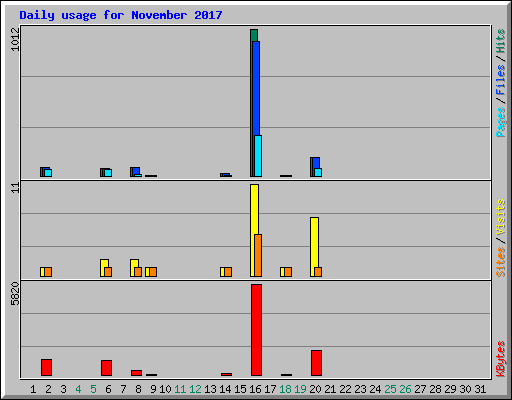 Daily usage for November 2017
1012
Pages/Files/Hits
11
Sites/Visits
5820
KBytes
1 2 3 4 5 6 7 8 9 10 11 12 13 14 15 16 17 18 19 20 21 22 23 24 25 26 27 28 29 30 31